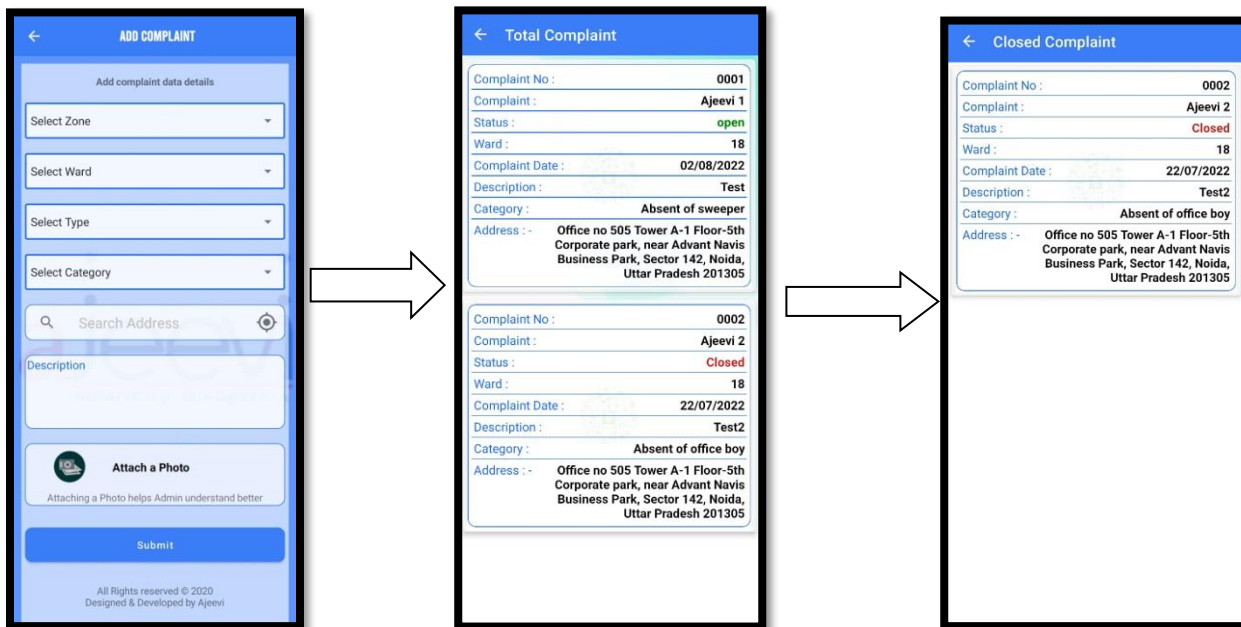 ADD COMPLAINT
Add complaint data details
Select Zone
Select Ward
Select Type
Select Category
Search Address
ajeevi
Description
Attach a Photo
Attaching a Photo helps Admin understand better
Submit
All Rights reserved © 2020
Designed & Developed by Ajeevi
Total Complaint
Complaint No : 0001
Complaint : Ajeevi 1
Status : open
Ward : 18
Complaint Date : 02/08/2022
Description : Test
Category : Absent of sweeper
Address : - Office no 505 Tower A-1 Floor-5th
Corporate park, near Advant Navis
Business Park, Sector 142, Noida,
Uttar Pradesh 201305
Complaint No : 0002
Complaint : Ajeevi 2
Status : Closed
Ward : 18
Complaint Date : 22/07/2022
Description : Test2
Category : Absent of office boy
Address : - Office no 505 Tower A-1 Floor-5th
Corporate park, near Advant Navis
Business Park, Sector 142, Noida,
Uttar Pradesh 201305
Closed Complaint
Complaint No : 0002
Complaint : Ajeevi 2
Status : Closed
Ward : 18
Complaint Date : 22/07/2022
Description : Test2
Category : Absent of office boy
Address : - Office no 505 Tower A-1 Floor-5th
Corporate park, near Advant Navis
Business Park, Sector 142, Noida,
Uttar Pradesh 201305